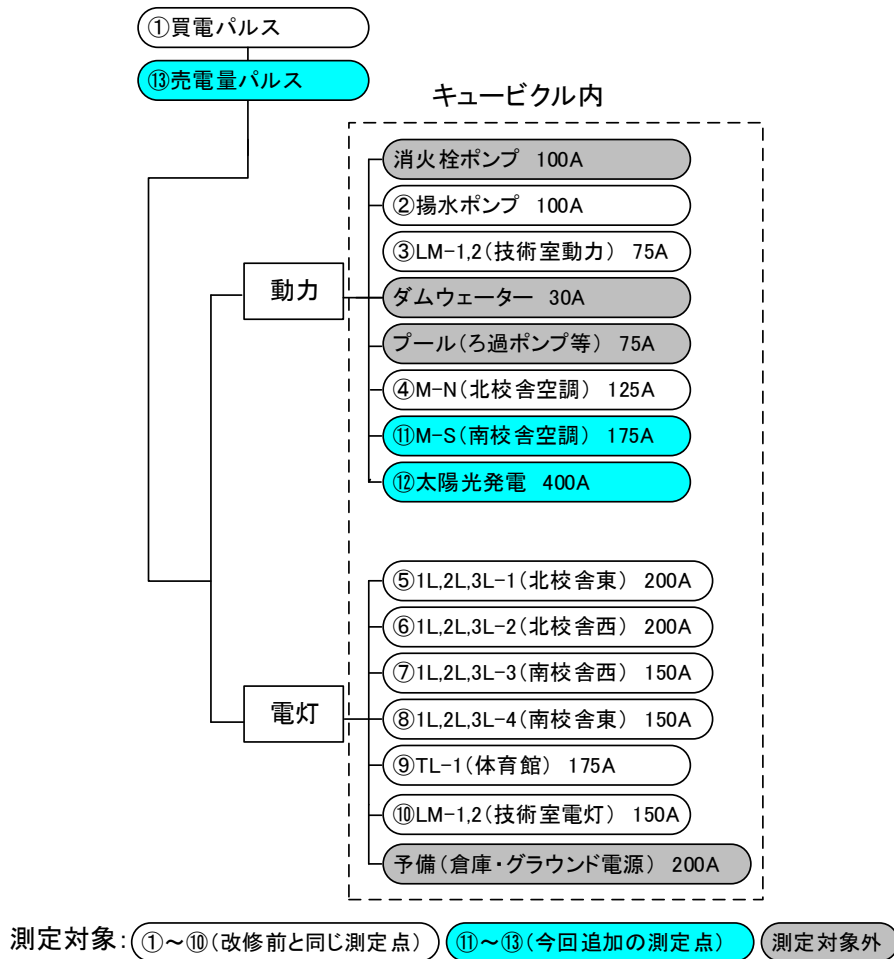 ①買電パルス
⑬売電量パルス
キュービクル内
動力
消火栓ポンプ 100A
②揚水ポンプ 100A
③LM-1,2(技術室動力) 75A
ダムウェーター 30A
プール(ろ過ポンプ等) 75A
④M-N(北校舎空調) 125A
⑪M-S(南校舎空調) 175A
⑫太陽光発電 400A
電灯
⑤1L,2L,3L-1(北校舎東) 200A
⑥1L,2L,3L-2(北校舎西) 200A
⑦1L,2L,3L-3(南校舎西) 150A
⑧1L,2L,3L-4(南校舎東) 150A
⑨TL-1(体育館) 175A
⑩LM-1,2(技術室電灯) 150A
予備(倉庫・グラウンド電源) 200A
測定対象: ①～⑩(改修前と同じ測定点) ⑪～⑬(今回追加の測定点) 測定対象外